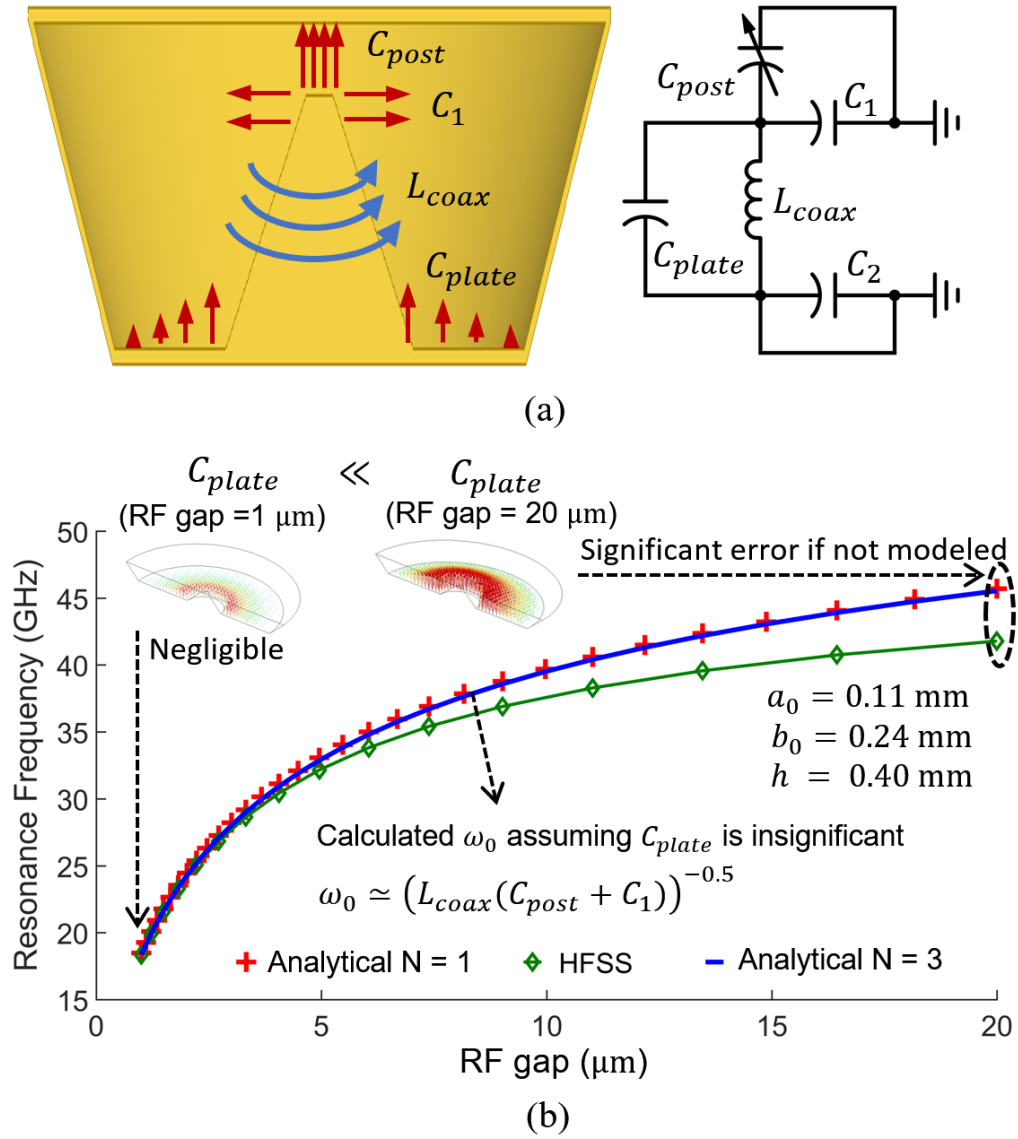 C_post
C_1
L_coax
C_plate
C_post
C_1
L_coax
C_plate
C_2
(a)
C_plate ≪ C_plate
(RF gap =1 μm) (RF gap = 20 μm)
Significant error if not modeled
Negligible
a_0 = 0.11 mm
b_0 = 0.24 mm
h = 0.40 mm
Calculated ω_0 assuming C_plate is insignificant
ω_0 ≃ (L_coax(C_post + C_1))^−0.5
Analytical N = 1 HFSS Analytical N = 3
Resonance Frequency (GHz)
50
45
40
35
30
25
20
15
0 5 10 15 20
RF gap (μm)
(b)